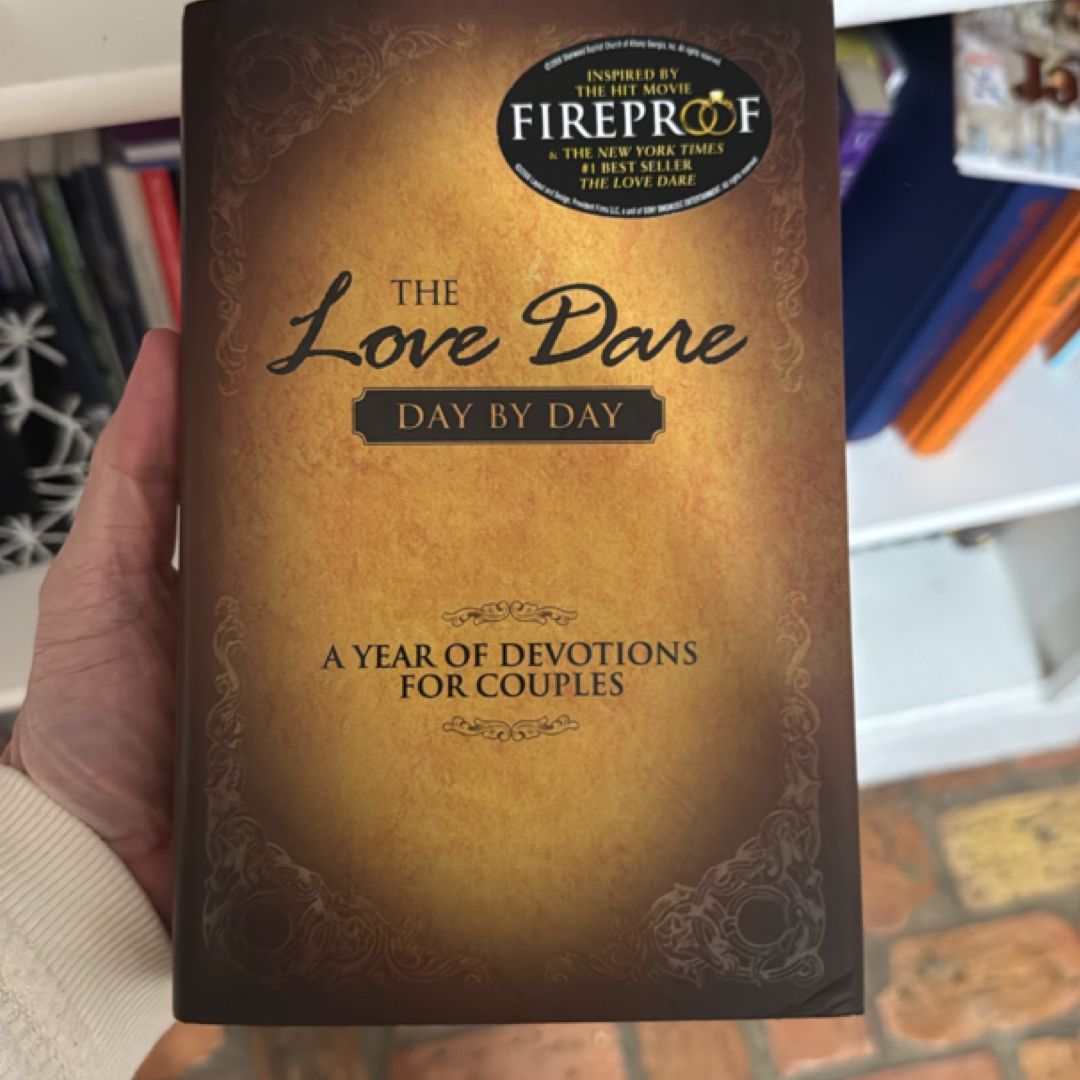 INSPIRED BY
THE HIT MOVIE
FIREPROOF
& THE NEW YORK TIMES
#1 BEST SELLER
THE LOVE DARE
THE
Love Dare
DAY BY DAY
A YEAR OF DEVOTIONS
FOR COUPLES